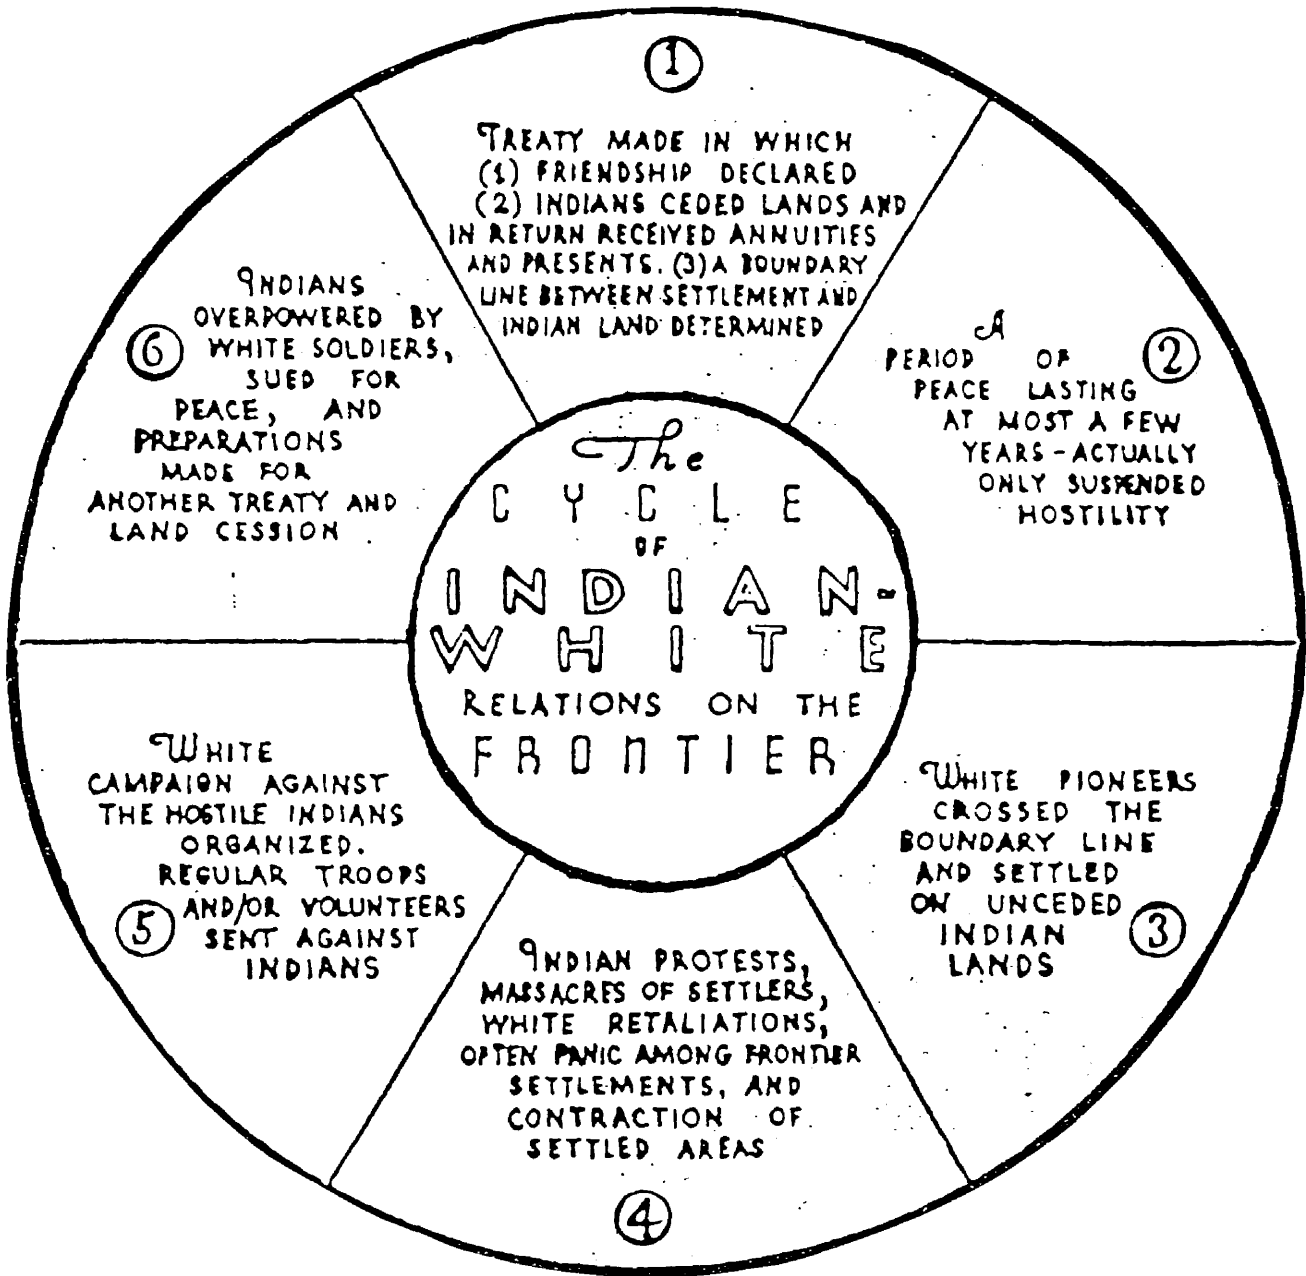 The
CYCLE
OF
INDIAN-
WHITE
RELATIONS ON THE
FRONTIER
1
TREATY MADE IN WHICH
(1) FRIENDSHIP DECLARED
(2) INDIANS CEDED LANDS AND
IN RETURN RECEIVED ANNUITIES
AND PRESENTS. (3) A BOUNDARY
LINE BETWEEN SETTLEMENT AND
INDIAN LAND DETERMINED
2
A
PERIOD OF
PEACE LASTING
AT MOST A FEW
YEARS - ACTUALLY
ONLY SUSPENDED
HOSTILITY
WHITE PIONEERS
CROSSED THE
BOUNDARY LINE
AND SETTLED
ON UNCEDED
INDIAN
LANDS
3
INDIAN PROTESTS,
MASSACRES OF SETTLERS,
WHITE RETALIATIONS,
OFTEN PANIC AMONG FRONTIER
SETTLEMENTS, AND
CONTRACTION OF
SETTLED AREAS
4
WHITE
CAMPAIGN AGAINST
THE HOSTILE INDIANS
ORGANIZED.
REGULAR TROOPS
AND/OR VOLUNTEERS
SENT AGAINST
INDIANS
5
INDIANS
OVERPOWERED BY
WHITE SOLDIERS,
SUED FOR
PEACE, AND
PREPARATIONS
MADE FOR
ANOTHER TREATY AND
LAND CESSION
6